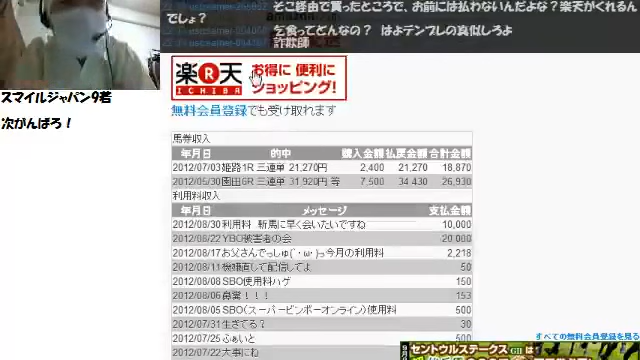 そこ経由で買ったところで、お前には払わないんだよな？楽天がくれるん
でしょ？
乞食ってどんなの？ はよテンプレの真似しろよ
詐欺師
楽天 お得に 便利に
ICHIBA ショッピング！
スマイルジャパン9着
次がんばろ！
無料会員登録でも受け取れます
馬券収入
年月日 的中 購入金額 払戻金額 合計金額
2012/07/03 姫路1R 三連単 21,270円 2,400 21,270 18,870
2012/05/30 園田6R 三連単 31,920円 等 7,500 34,430 26,930
利用料収入
年月日 メッセージ 支払金額
2012/08/30 利用料 新馬に早く会いたいですね 10,000
2012/08/22 YBO被害者の会 20,000
2012/08/17 お父さんでっしゅ(´･ω･)っ今月の利用料 2,218
2012/08/11 機嫌直して配信してよ 50
2012/08/08 SBO使用料ハゲ 150
2012/08/06 鼻糞！！！ 153
2012/08/05 SBO(スーパービンボーオンライン)使用料 500
2012/07/31 生きてる？ 30
2012/07/25 ふぁいと 500
2012/07/22 大事にね
すべての無料会員登録を見る
セントウルステークス GII は